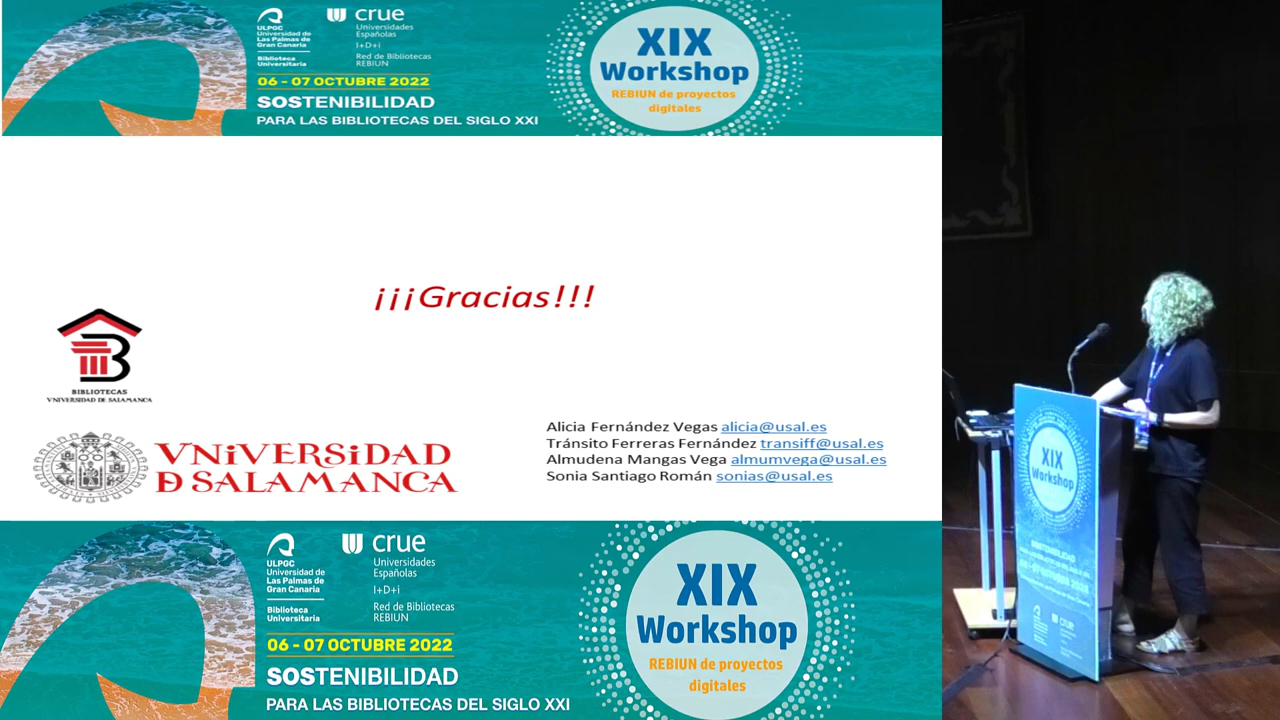 ULPGC
Universidad de
Las Palmas de
Gran Canaria
Biblioteca
Universitaria
crue
Universidades
Españolas
I+D+i
Red de Bibliotecas
REBIUN
06 - 07 OCTUBRE 2022
SOSTENIBILIDAD
PARA LAS BIBLIOTECAS DEL SIGLO XXI
XIX
Workshop
REBIUN de proyectos
digitales
¡¡¡Gracias!!!
B
BIBLIOTECAS
VNIVERSIDAD DE SALAMANCA
VNiVERSiDAD
D SALAMANCA
Alicia Fernández Vegas alicia@usal.es
Tránsito Ferreras Fernández transiff@usal.es
Almudena Mangas Vega almumvega@usal.es
Sonia Santiago Román sonias@usal.es
ULPGC
Universidad de
Las Palmas de
Gran Canaria
Biblioteca
Universitaria
crue
Universidades
Españolas
I+D+i
Red de Bibliotecas
REBIUN
06 - 07 OCTUBRE 2022
SOSTENIBILIDAD
PARA LAS BIBLIOTECAS DEL SIGLO XXI
XIX
Workshop
REBIUN de proyectos
digitales
XIX
Workshop
SOSTENIBILIDAD
crue